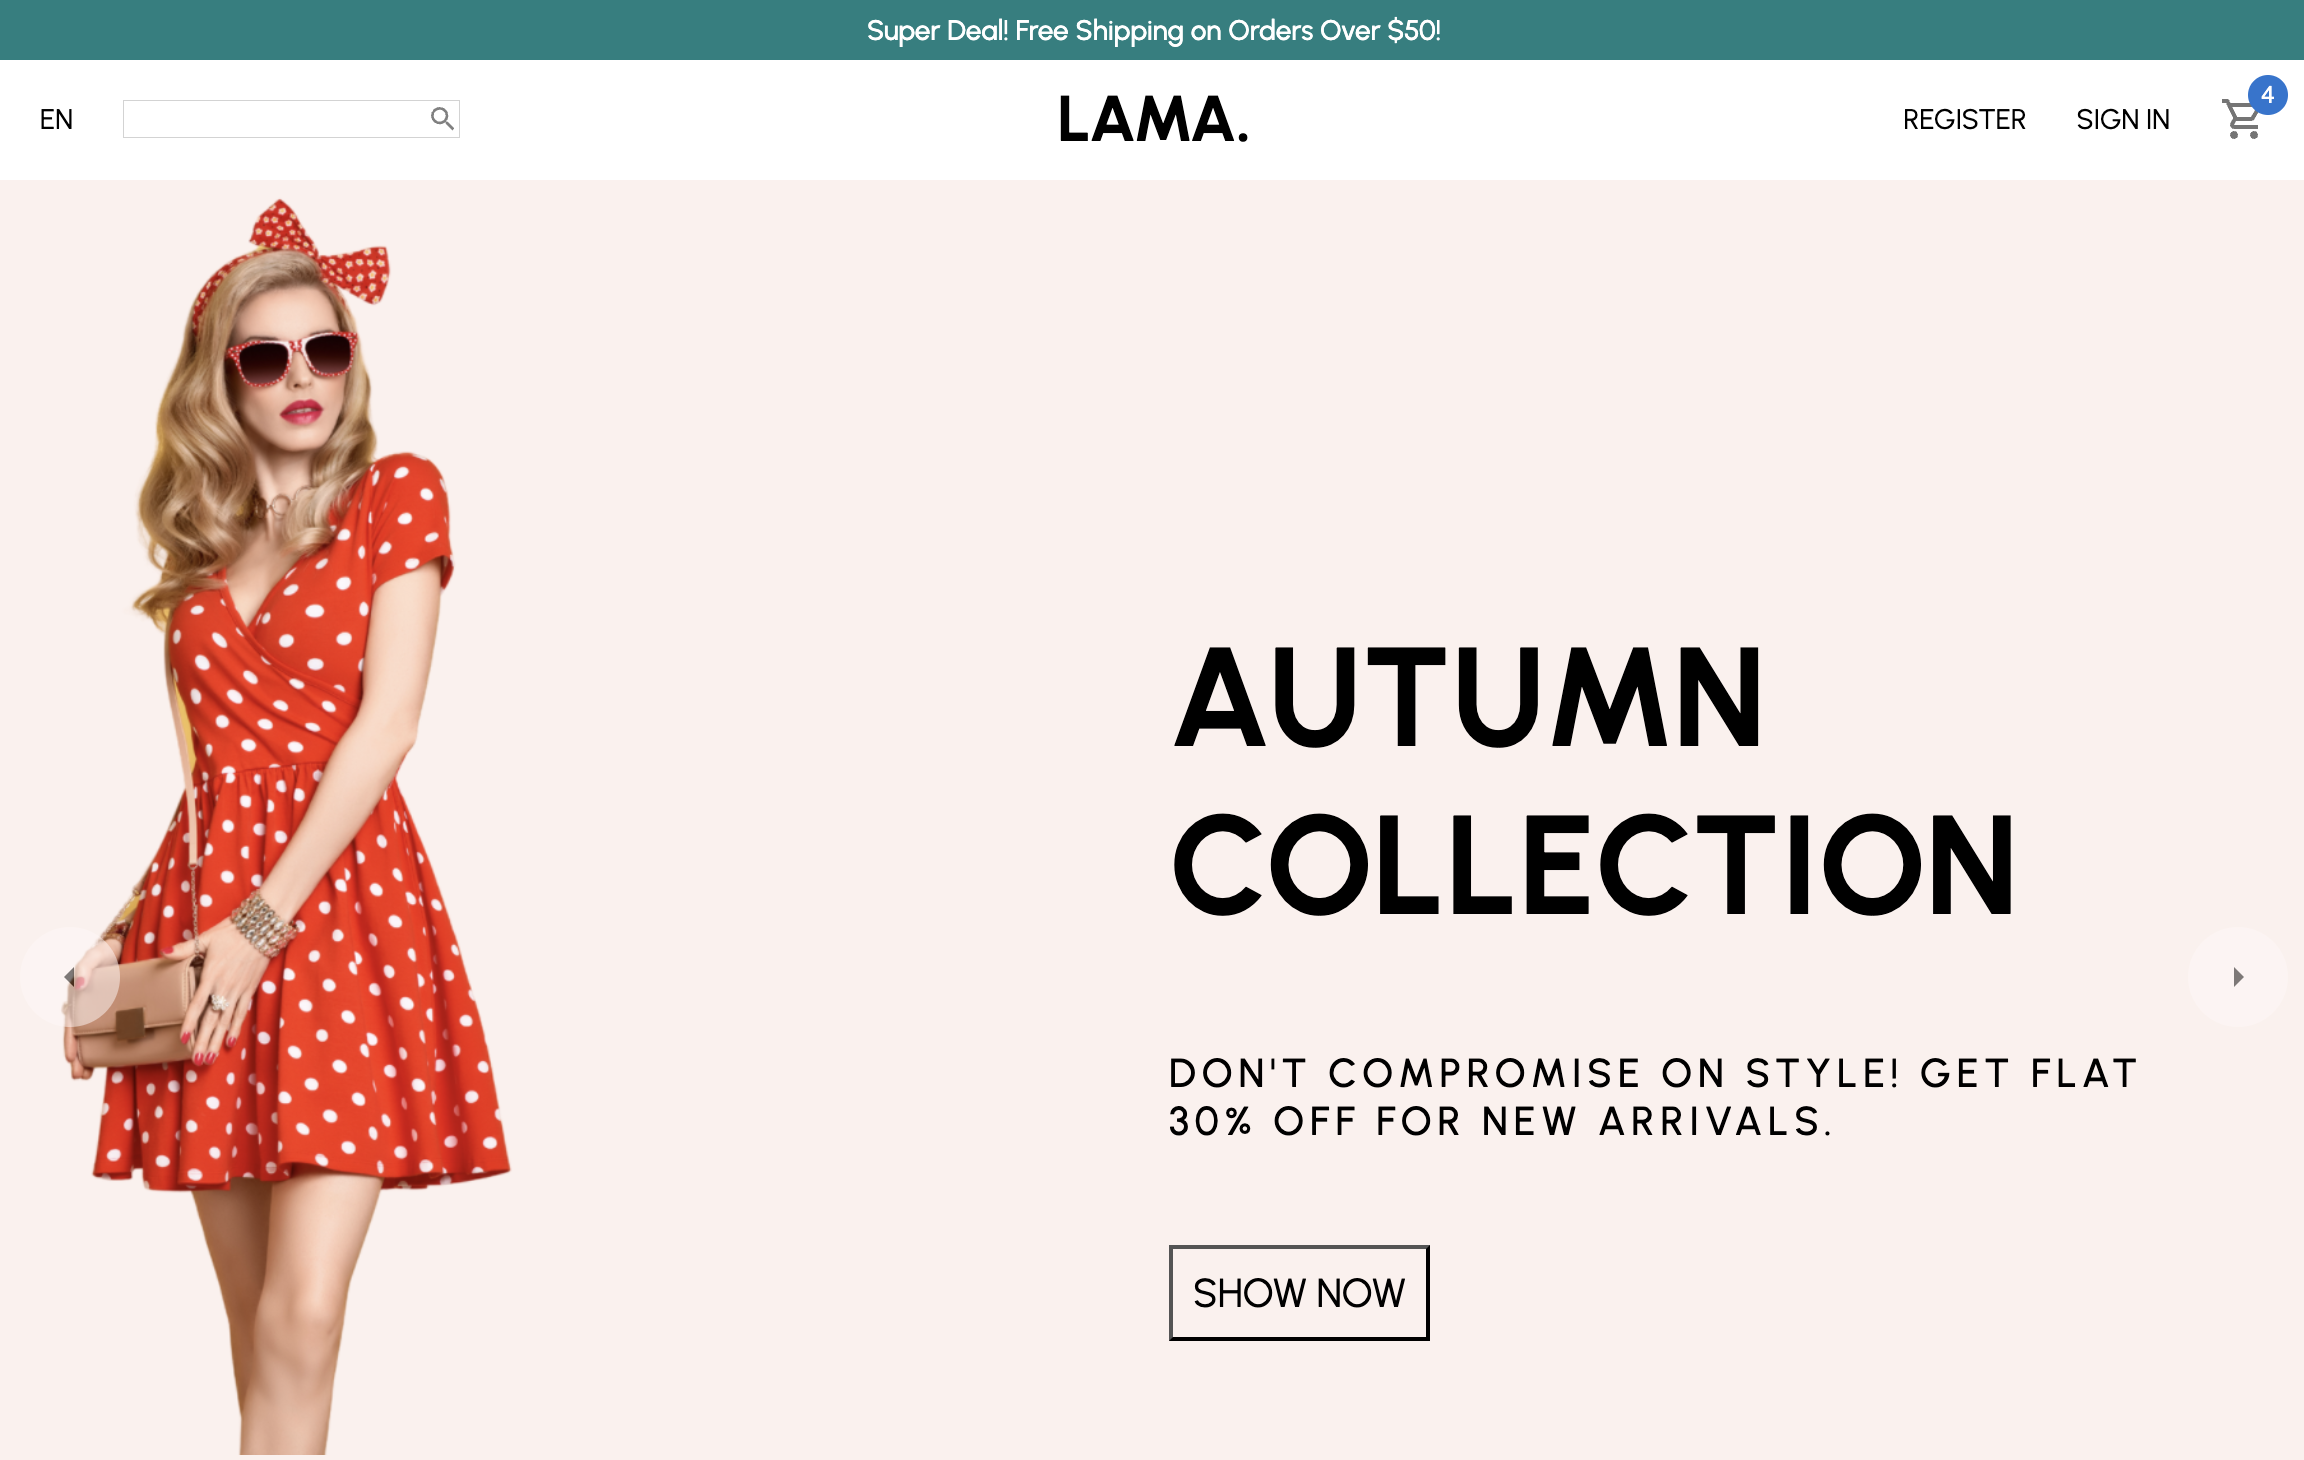 Super Deal! Free Shipping on Orders Over $50!
EN
LAMA.
REGISTER
SIGN IN
4
AUTUMN
COLLECTION
DON'T COMPROMISE ON STYLE! GET FLAT
30% OFF FOR NEW ARRIVALS.
SHOW NOW